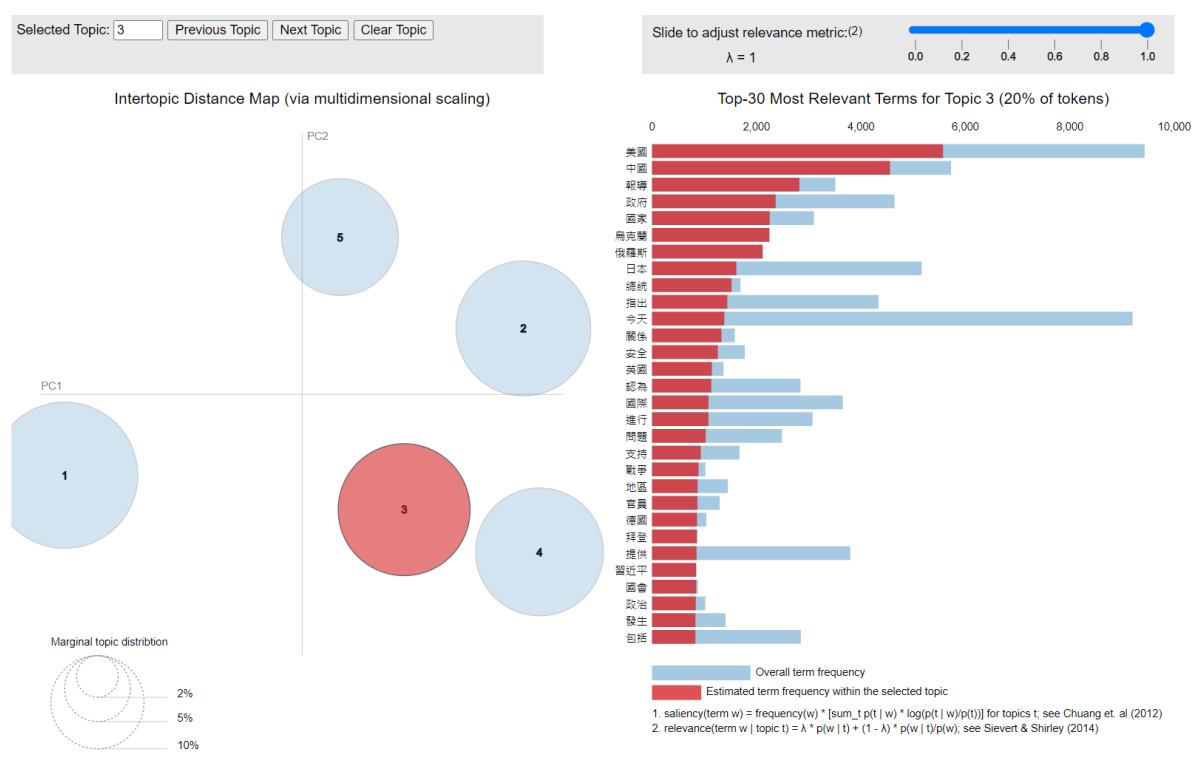 Selected Topic: 3 Previous Topic Next Topic Clear Topic
Slide to adjust relevance metric:(2)
λ = 1
0.0 0.2 0.4 0.6 0.8 1.0
Intertopic Distance Map (via multidimensional scaling)
PC2
PC1
5
2
1
3
4
Marginal topic distribtion
2%
5%
10%
Top-30 Most Relevant Terms for Topic 3 (20% of tokens)
0 2,000 4,000 6,000 8,000 10,000
美國
中國
報導
政府
國家
烏克蘭
俄羅斯
日本
總統
指出
今天
關係
安全
英國
認為
國際
進行
問題
支持
戰爭
地區
官員
德國
拜登
提供
習近平
國會
政治
發生
包括
Overall term frequency
Estimated term frequency within the selected topic
1. saliency(term w) = frequency(w) * [sum_t p(t | w) * log(p(t | w)/p(t))] for topics t; see Chuang et. al (2012)
2. relevance(term w | topic t) = λ * p(w | t) + (1 - λ) * p(w | t)/p(w); see Sievert & Shirley (2014)